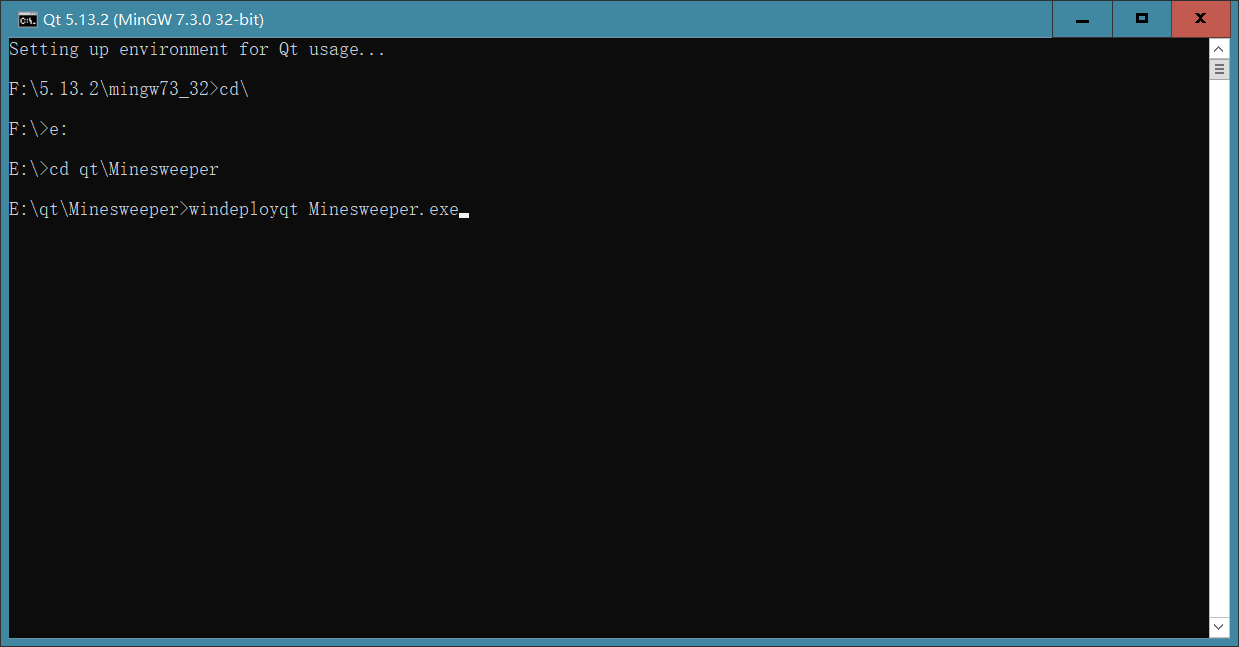 Qt 5.13.2 (MinGW 7.3.0 32-bit)
Setting up environment for Qt usage...
F:\5.13.2\mingw73_32>cd\
F:\>e:
E:\>cd qt\Minesweeper
E:\qt\Minesweeper>windeployqt Minesweeper.exe